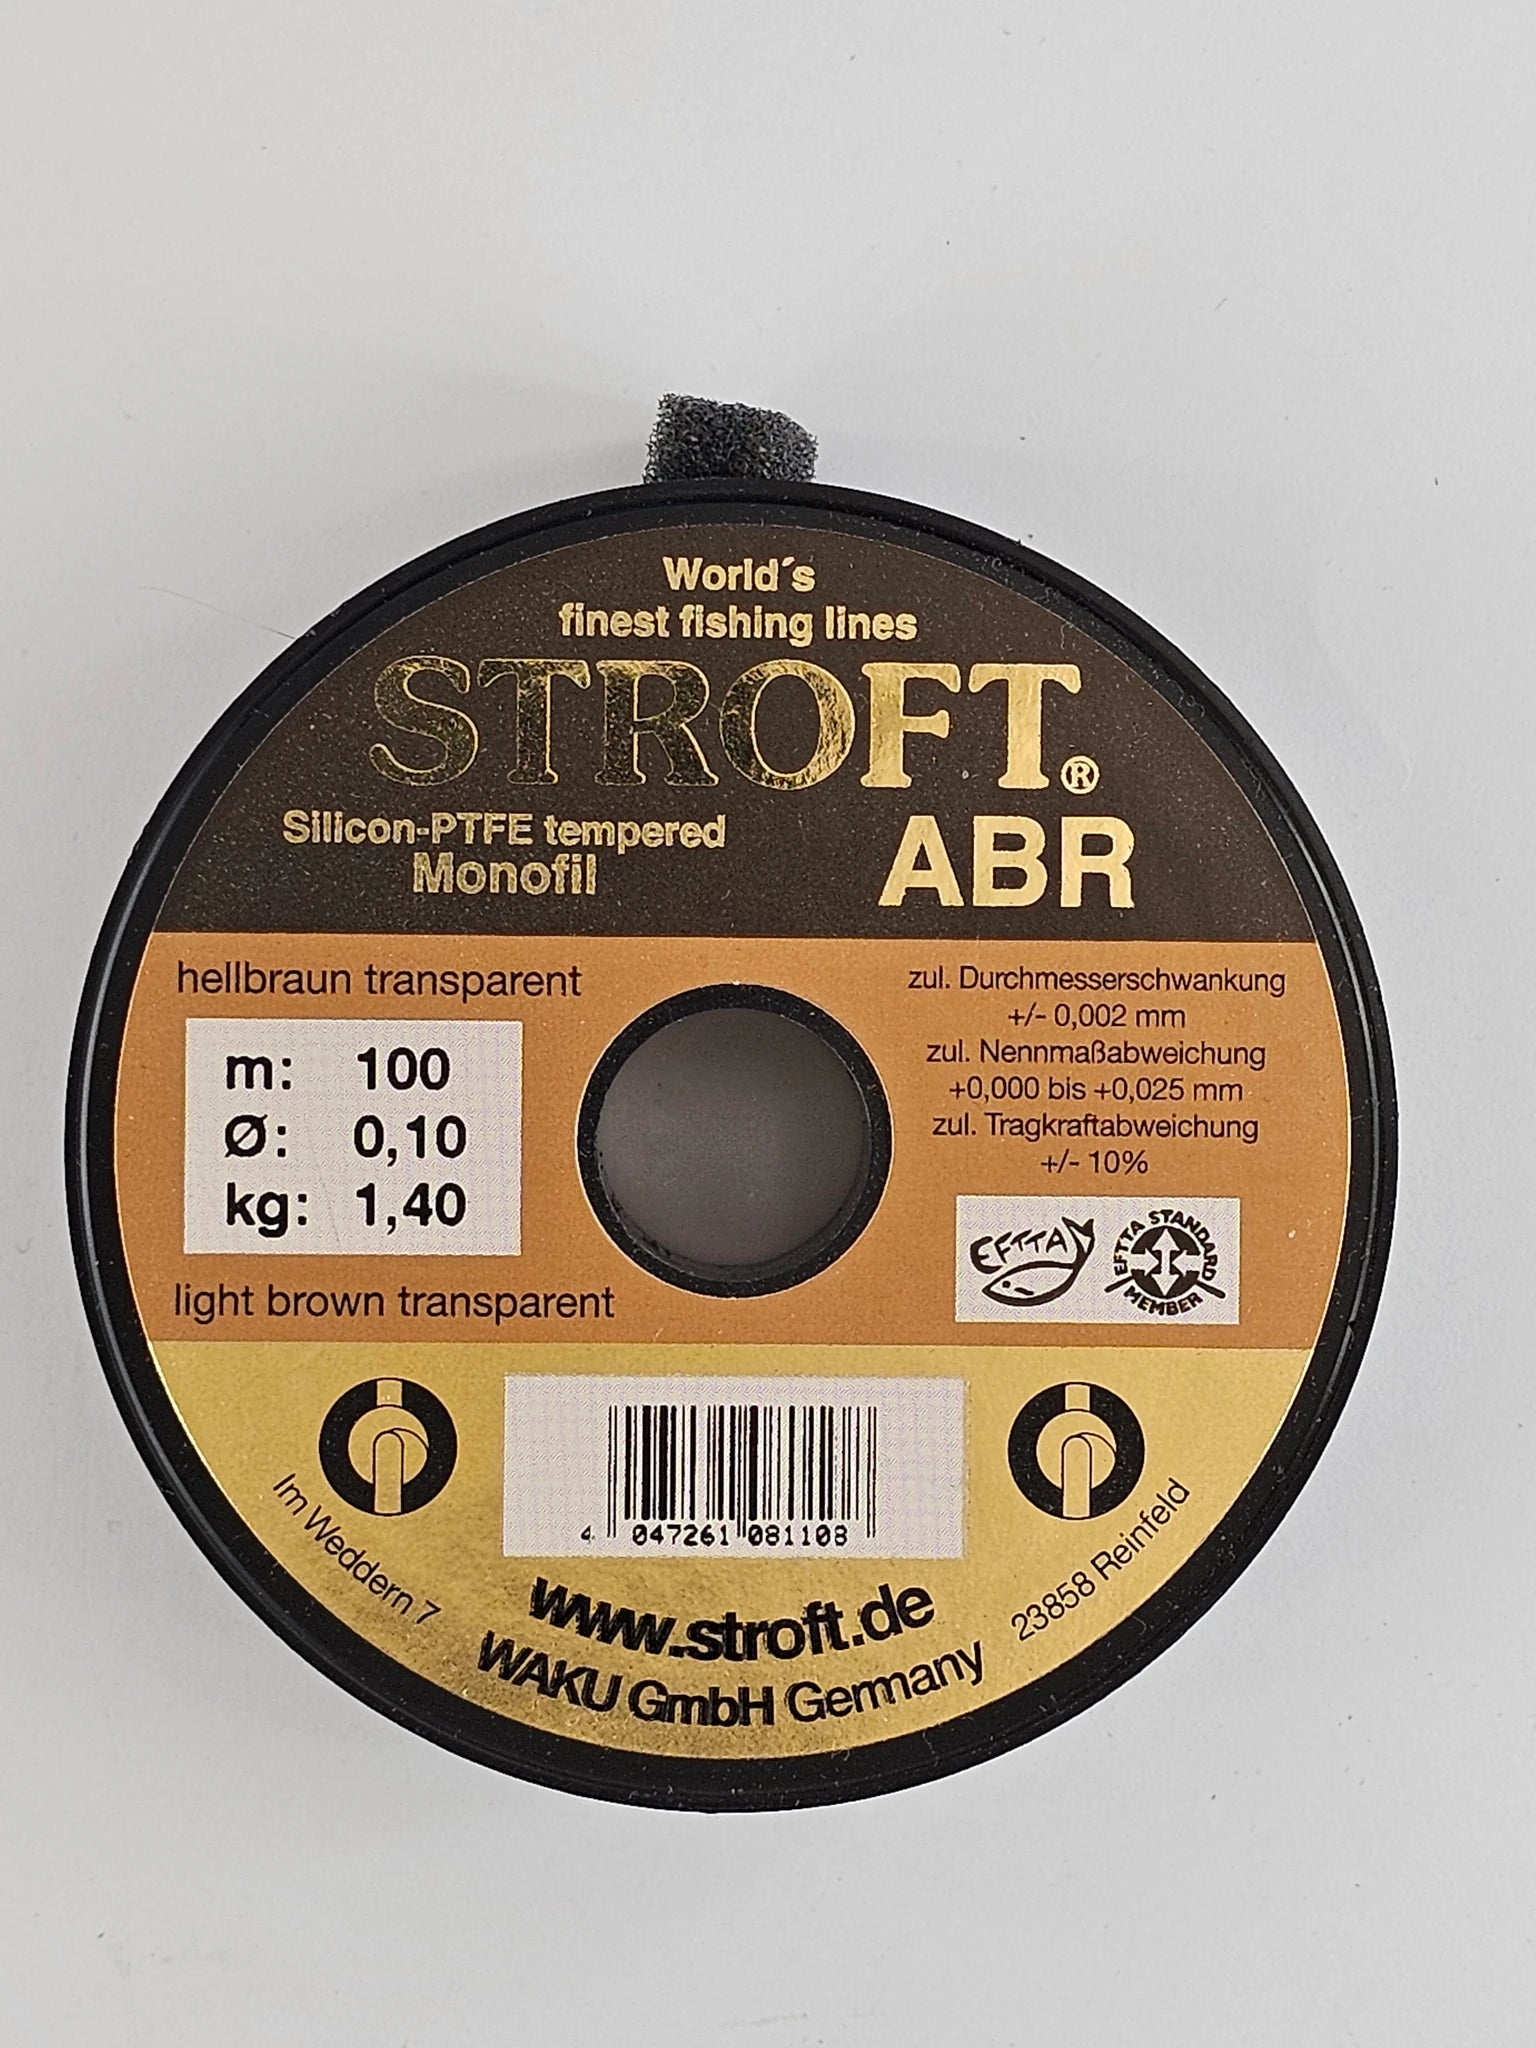 World´s
finest fishing lines
STROFT®
Silicon-PTFE tempered
Monofil
ABR
hellbraun transparent
m: 100
Ø: 0,10
kg: 1,40
light brown transparent
zul. Durchmesserschwankung
+/- 0,002 mm
zul. Nennmaßabweichung
+0,000 bis +0,025 mm
zul. Tragkraftabweichung
+/- 10%
EFTTA
EFTTA STANDARD
MEMBER
4 047261 081108
Im Weddern 7
www.stroft.de
WAKU GmbH Germany
23858 Reinfeld